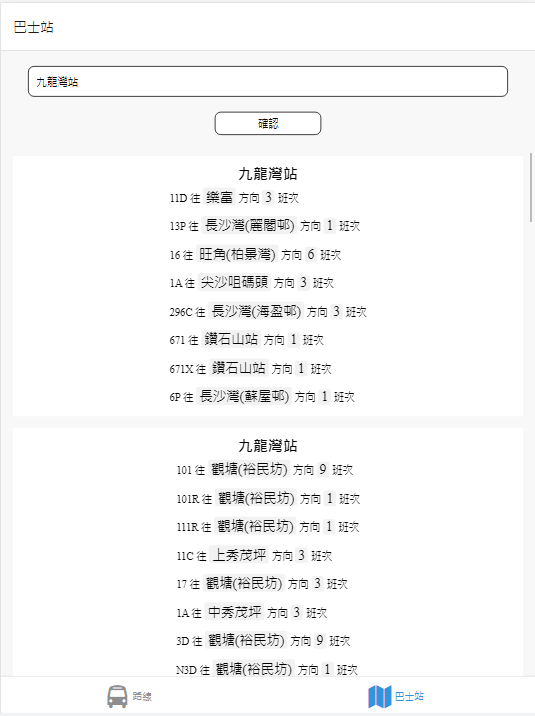 巴士站
九龍灣站
確認
九龍灣站
11D 往 樂富 方向 3 班次
13P 往 長沙灣(麗閣邨) 方向 1 班次
16 往 旺角(柏景灣) 方向 6 班次
1A 往 尖沙咀碼頭 方向 3 班次
296C 往 長沙灣(海盈邨) 方向 3 班次
671 往 鑽石山站 方向 1 班次
671X 往 鑽石山站 方向 1 班次
6P 往 長沙灣(蘇屋邨) 方向 1 班次
九龍灣站
101 往 觀塘(裕民坊) 方向 9 班次
101R 往 觀塘(裕民坊) 方向 1 班次
111R 往 觀塘(裕民坊) 方向 1 班次
11C 往 上秀茂坪 方向 3 班次
17 往 觀塘(裕民坊) 方向 3 班次
1A 往 中秀茂坪 方向 3 班次
3D 往 觀塘(裕民坊) 方向 9 班次
N3D 往 觀塘(裕民坊) 方向 1 班次
路線
巴士站